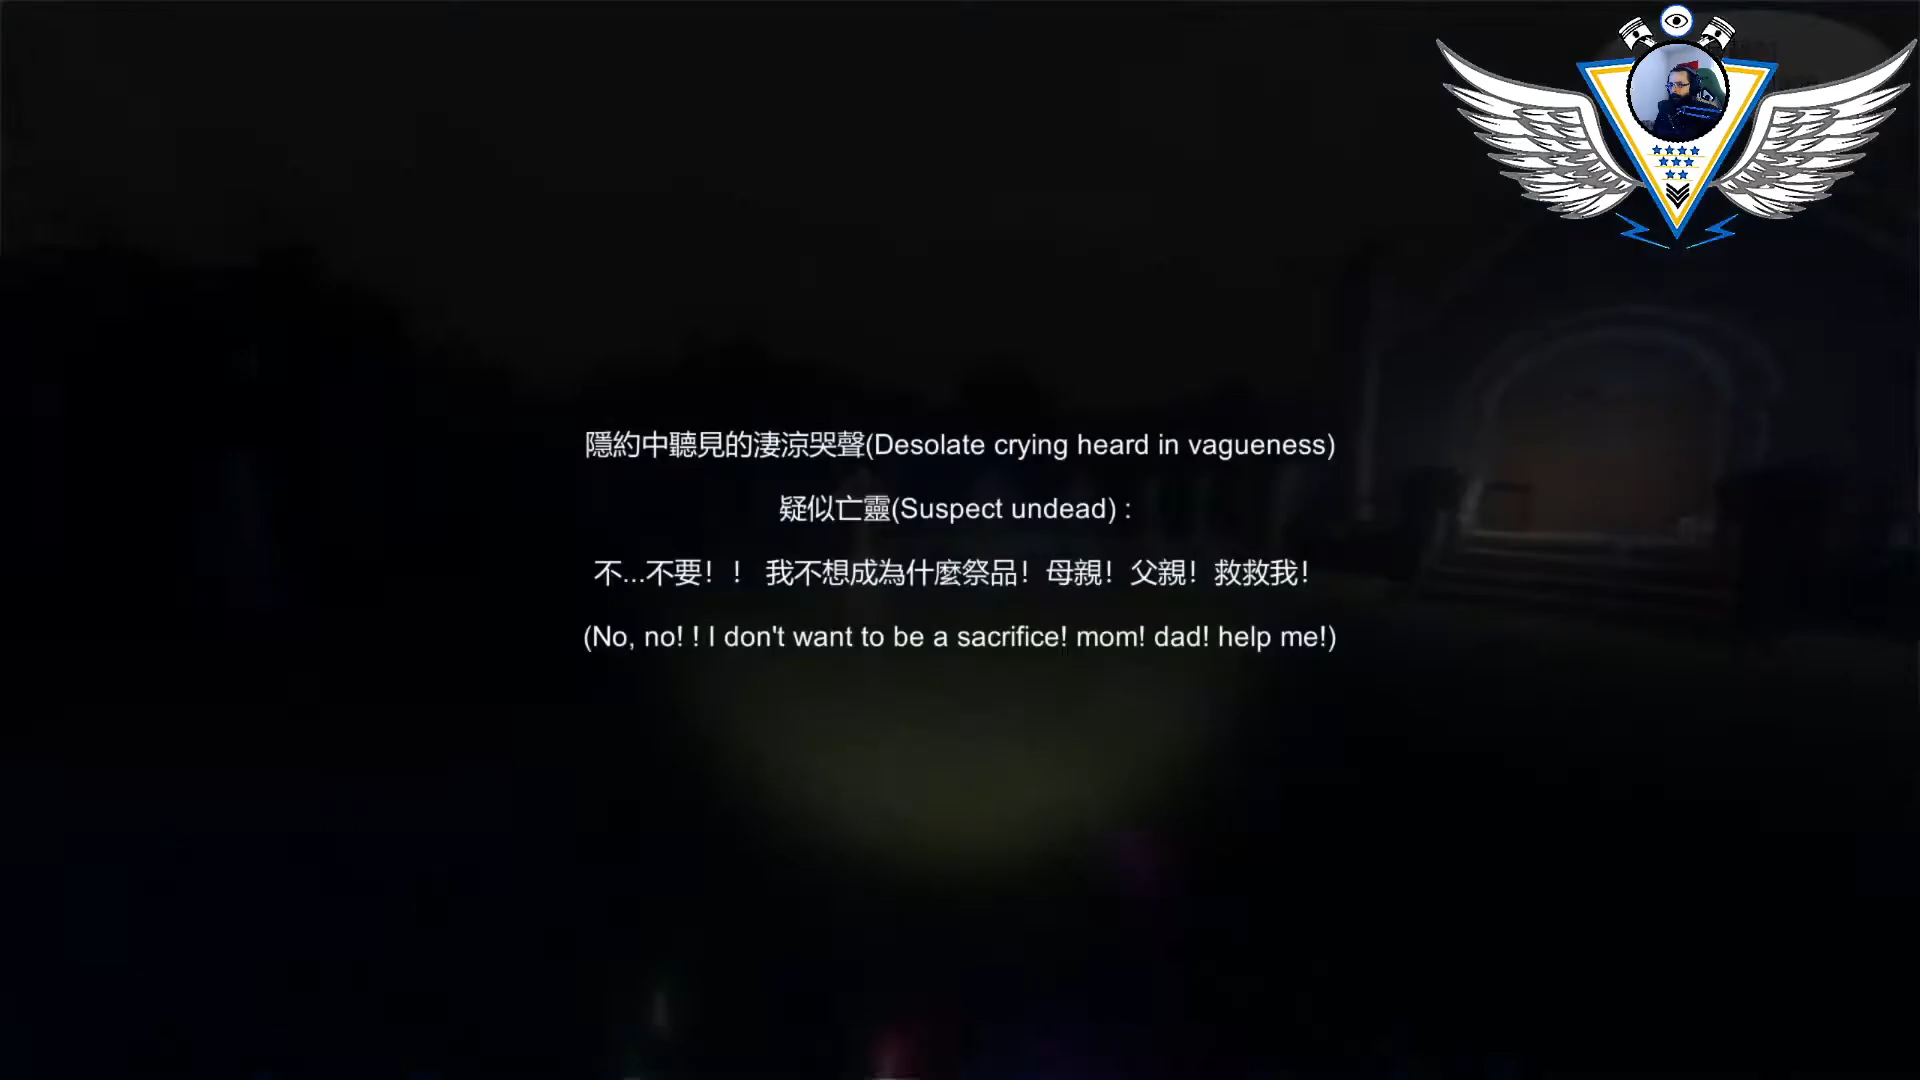 隱約中聽見的淒涼哭聲(Desolate crying heard in vagueness)
疑似亡靈(Suspect undead) :
不...不要！！ 我不想成為什麼祭品！母親！父親！救救我！
(No, no! ! I don't want to be a sacrifice! mom! dad! help me!)